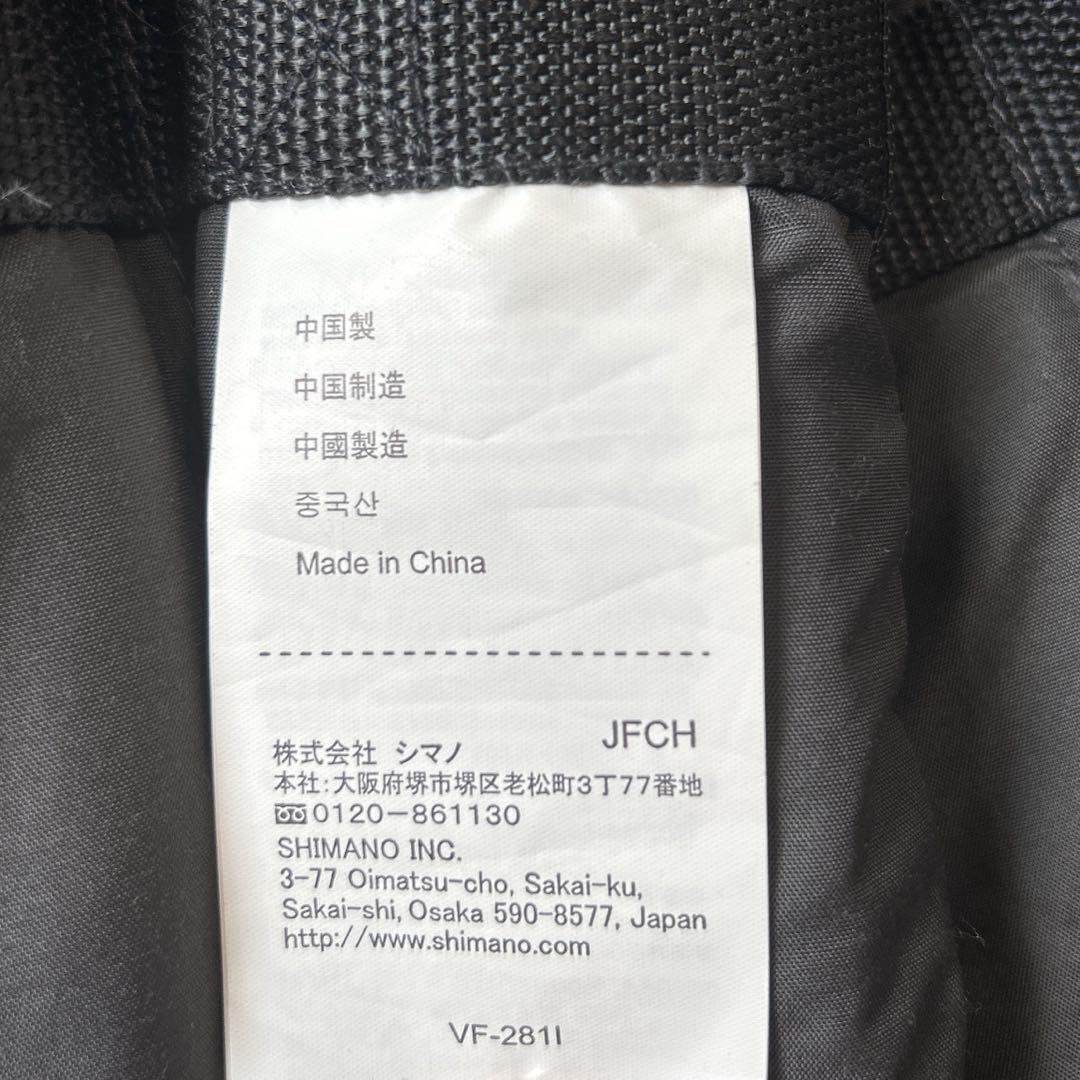 中国製
中国制造
中國製造
중국산
Made in China
JFCH
株式会社 シマノ
本社:大阪府堺市堺区老松町3丁77番地
0120-861130
SHIMANO INC.
3-77 Oimatsu-cho, Sakai-ku,
Sakai-shi, Osaka 590-8577, Japan
http://www.shimano.com
VF-281I